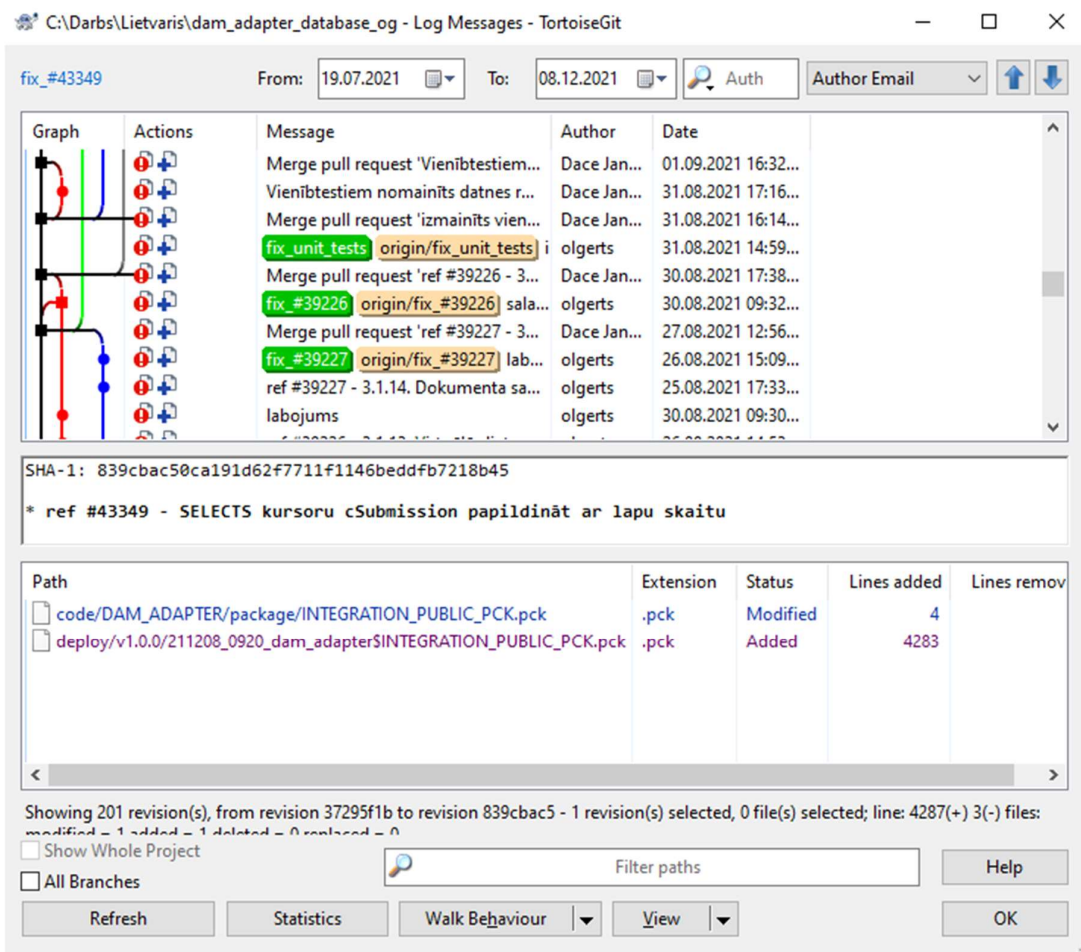 C:\Darbs\Lietvaris\dam_adapter_database_og - Log Messages - TortoiseGit
fix_#43349 From: 19.07.2021 To: 08.12.2021 Auth Author Email
Graph Actions Message Author Date
Merge pull request 'Vienībtestiem... Dace Jan... 01.09.2021 16:32...
Vienībtestiem nomainīts datnes r... Dace Jan... 31.08.2021 17:16...
Merge pull request 'izmainīts vien... Dace Jan... 31.08.2021 16:14...
fix_unit_tests origin/fix_unit_tests i olgerts 31.08.2021 14:59...
Merge pull request 'ref #39226 - 3... Dace Jan... 30.08.2021 17:38...
fix_#39226 origin/fix_#39226 sala... olgerts 30.08.2021 09:32...
Merge pull request 'ref #39227 - 3... Dace Jan... 27.08.2021 12:56...
fix_#39227 origin/fix_#39227 lab... olgerts 26.08.2021 15:09...
ref #39227 - 3.1.14. Dokumenta sa... olgerts 25.08.2021 17:33...
labojums olgerts 30.08.2021 09:30...
SHA-1: 839cbac50ca191d62f7711f1146beddfb7218b45
* ref #43349 - SELECTS kursoru cSubmission papildināt ar lapu skaitu
Path Extension Status Lines added Lines remov
code/DAM_ADAPTER/package/INTEGRATION_PUBLIC_PCK.pck .pck Modified 4
deploy/v1.0.0/211208_0920_dam_adapter$INTEGRATION_PUBLIC_PCK.pck .pck Added 4283
Showing 201 revision(s), from revision 37295f1b to revision 839cbac5 - 1 revision(s) selected, 0 file(s) selected; line: 4287(+) 3(-) files:
modified = 1 added = 1 deleted = 0 replaced = 0
Show Whole Project
Filter paths Help
All Branches
Refresh Statistics Walk Behaviour View OK